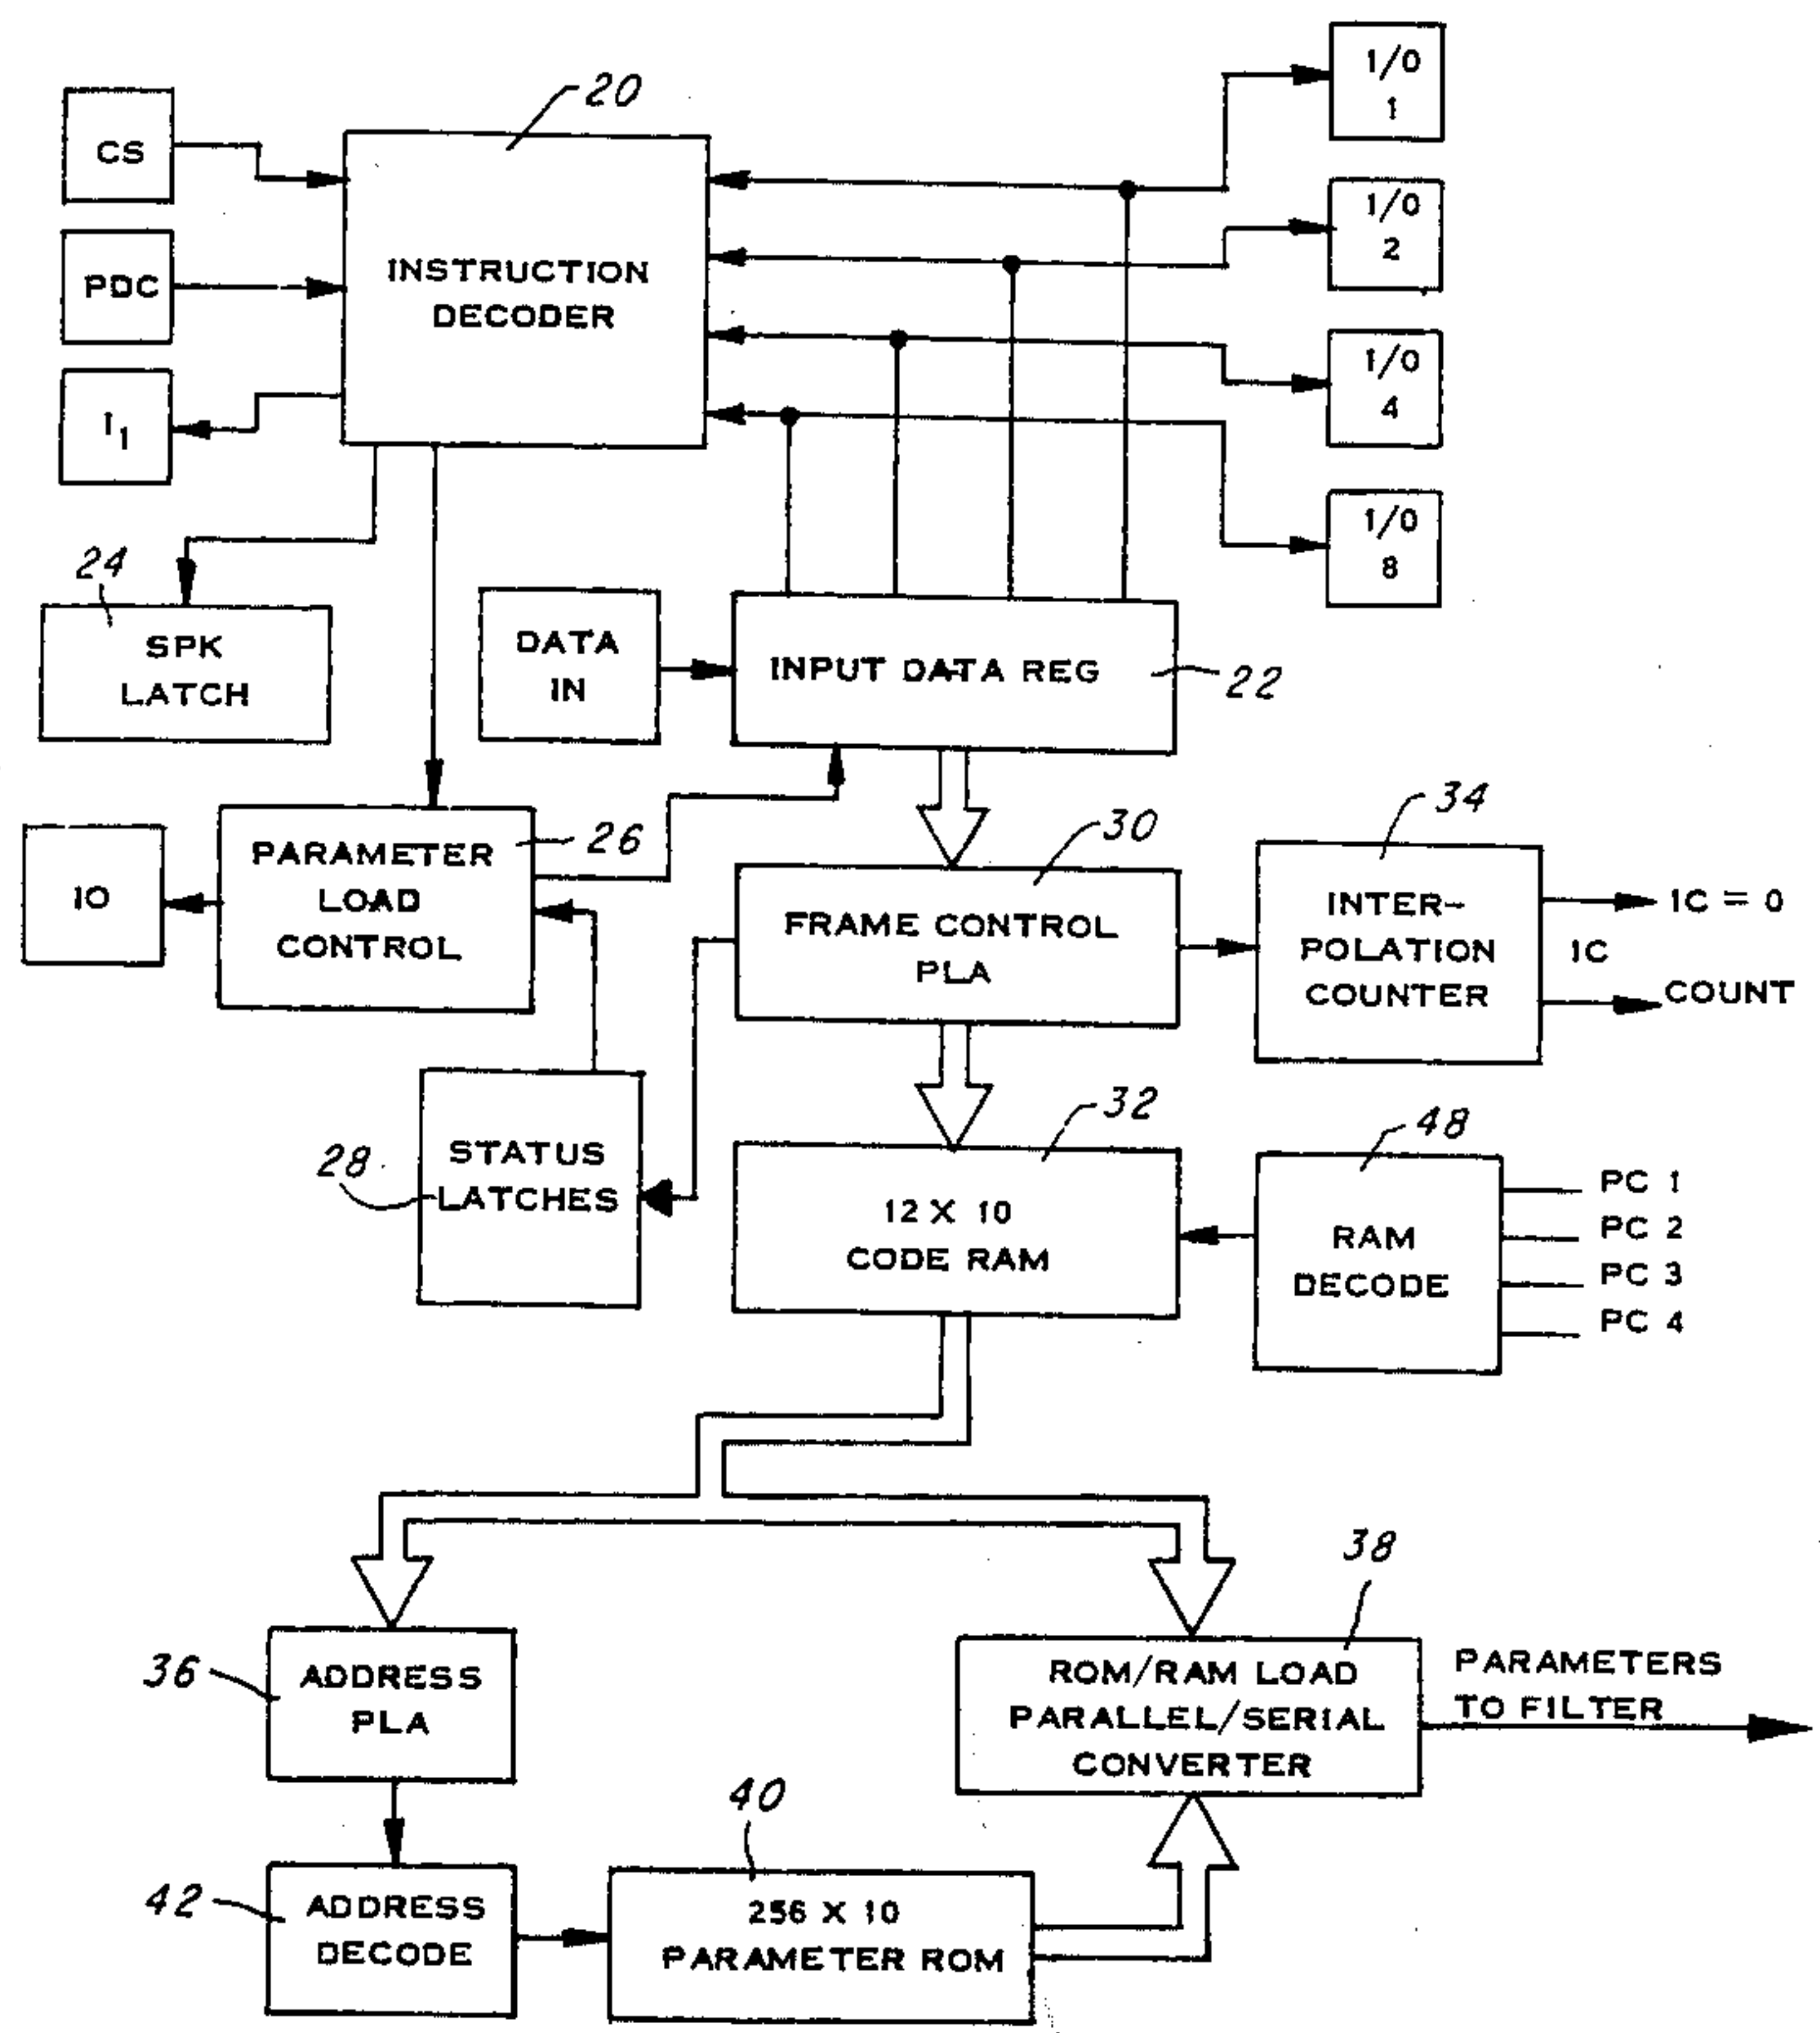 20
1/0
1
CS
1/0
2
PDC
INSTRUCTION
DECODER
1/0
4
I1
1/0
8
24
SPK
LATCH
DATA
IN
INPUT DATA REG
22
34
30
26
PARAMETER
LOAD
CONTROL
IO
FRAME CONTROL
PLA
INTER-
POLATION
COUNTER
IC = 0
IC
COUNT
32
48
28
STATUS
LATCHES
12 X 10
CODE RAM
RAM
DECODE
PC 1
PC 2
PC 3
PC 4
38
36
ADDRESS
PLA
ROM/RAM LOAD
PARALLEL/SERIAL
CONVERTER
PARAMETERS
TO FILTER
40
42
ADDRESS
DECODE
256 X 10
PARAMETER ROM